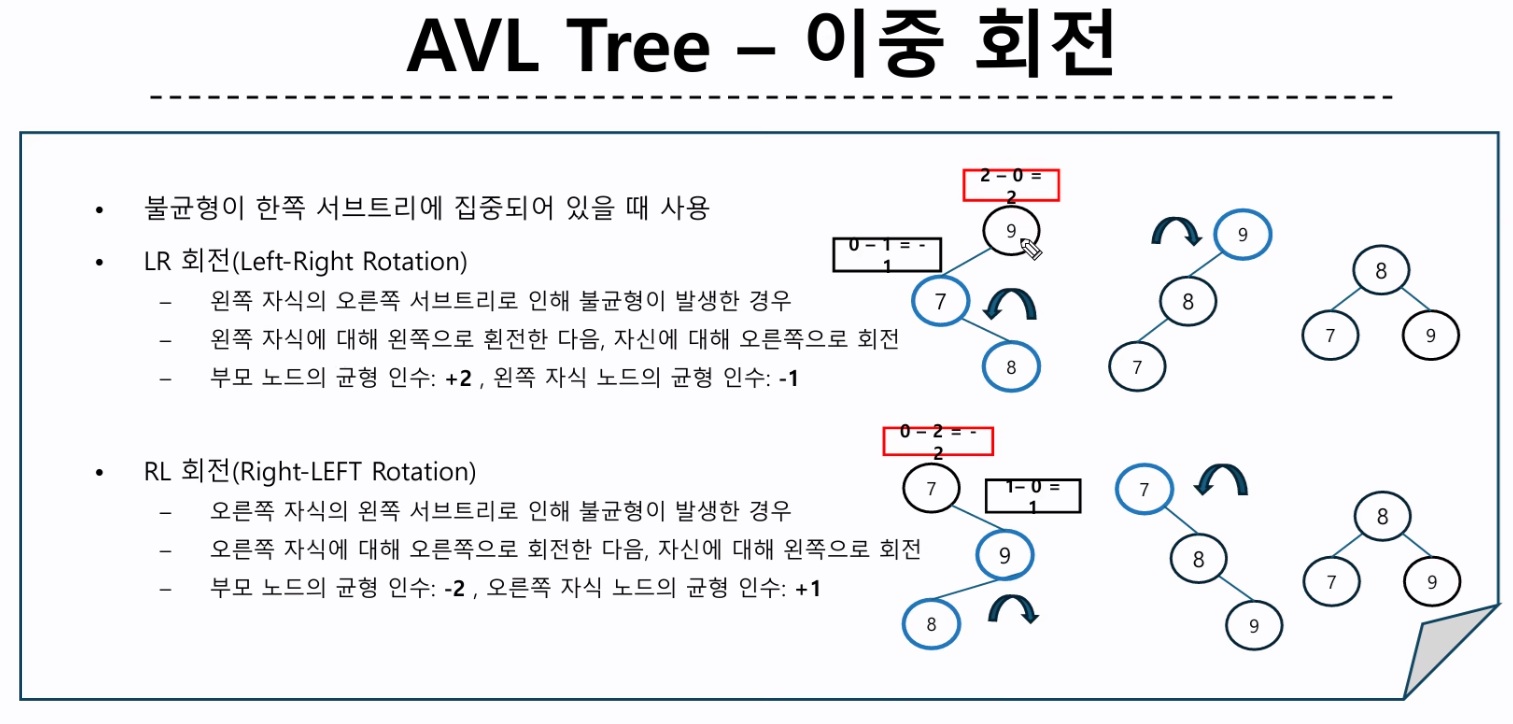 AVL Tree – 이중 회전
• 불균형이 한쪽 서브트리에 집중되어 있을 때 사용
• LR 회전(Left-Right Rotation)
– 왼쪽 자식의 오른쪽 서브트리로 인해 불균형이 발생한 경우
– 왼쪽 자식에 대해 왼쪽으로 횐전한 다음, 자신에 대해 오른쪽으로 회전
– 부모 노드의 균형 인수: +2 , 왼쪽 자식 노드의 균형 인수: -1
2 – 0 =
2
9
0 – 1 = -
1
7
8
9
8
7
8
7
9
• RL 회전(Right-LEFT Rotation)
– 오른쪽 자식의 왼쪽 서브트리로 인해 불균형이 발생한 경우
– 오른쪽 자식에 대해 오른쪽으로 회전한 다음, 자신에 대해 왼쪽으로 회전
– 부모 노드의 균형 인수: -2 , 오른쪽 자식 노드의 균형 인수: +1
0 – 2 = -
2
7
1– 0 =
1
9
8
7
8
9
8
7
9